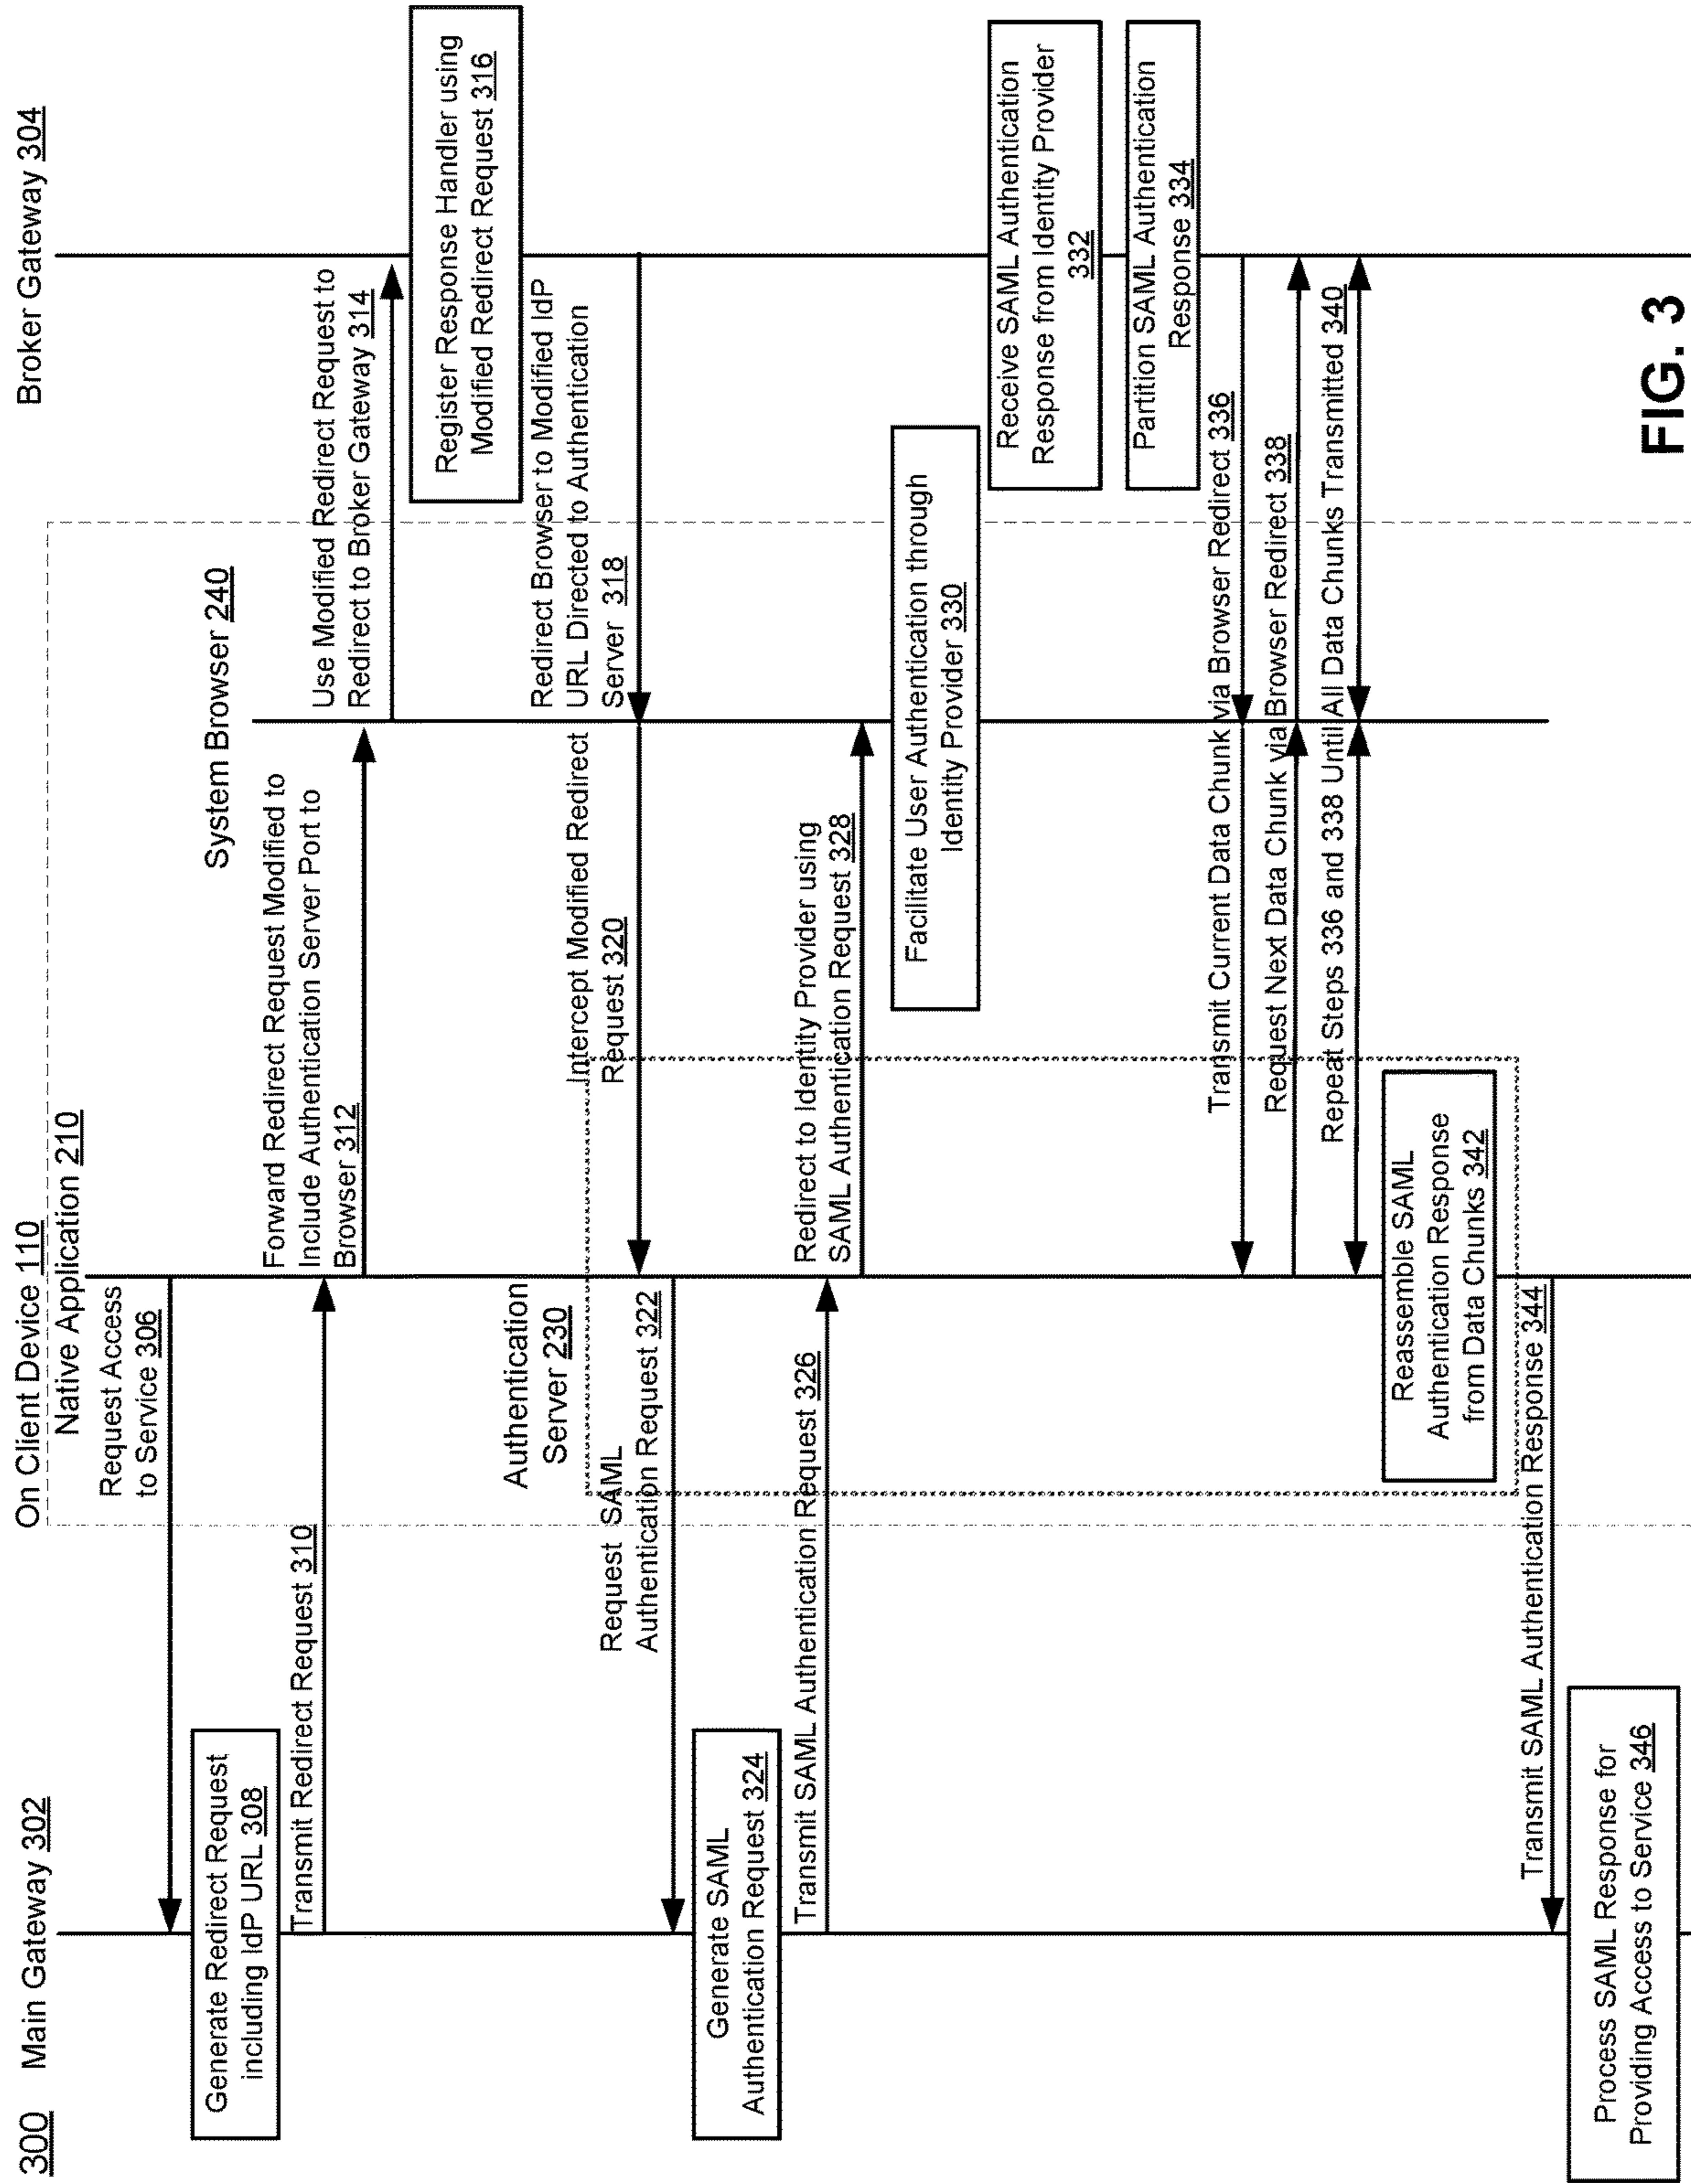 300
Main Gateway 302
On Client Device 110
Native Application 210
System Browser 240
Broker Gateway 304
Request Access
to Service 306
Generate Redirect Request
including IdP URL 308
Transmit Redirect Request 310
Forward Redirect Request Modified to
Include Authentication Server Port to
Browser 312
Use Modified Redirect Request to
Redirect to Broker Gateway 314
Register Response Handler using
Modified Redirect Request 316
Redirect Browser to Modified IdP
URL Directed to Authentication
Server 318
Intercept Modified Redirect
Request 320
Authentication
Server 230
Request SAML
Authentication Request 322
Generate SAML
Authentication Request 324
Transmit SAML Authentication Request 326
Redirect to Identity Provider using
SAML Authentication Request 328
Facilitate User Authentication through
Identity Provider 330
Receive SAML Authentication
Response from Identity Provider
332
Partition SAML Authentication
Response 334
Transmit Current Data Chunk via Browser Redirect 336
Request Next Data Chunk via Browser Redirect 338
Repeat Steps 336 and 338 Until All Data Chunks Transmitted 340
Reassemble SAML
Authentication Response
from Data Chunks 342
Transmit SAML Authentication Response 344
Process SAML Response for
Providing Access to Service 346
FIG. 3